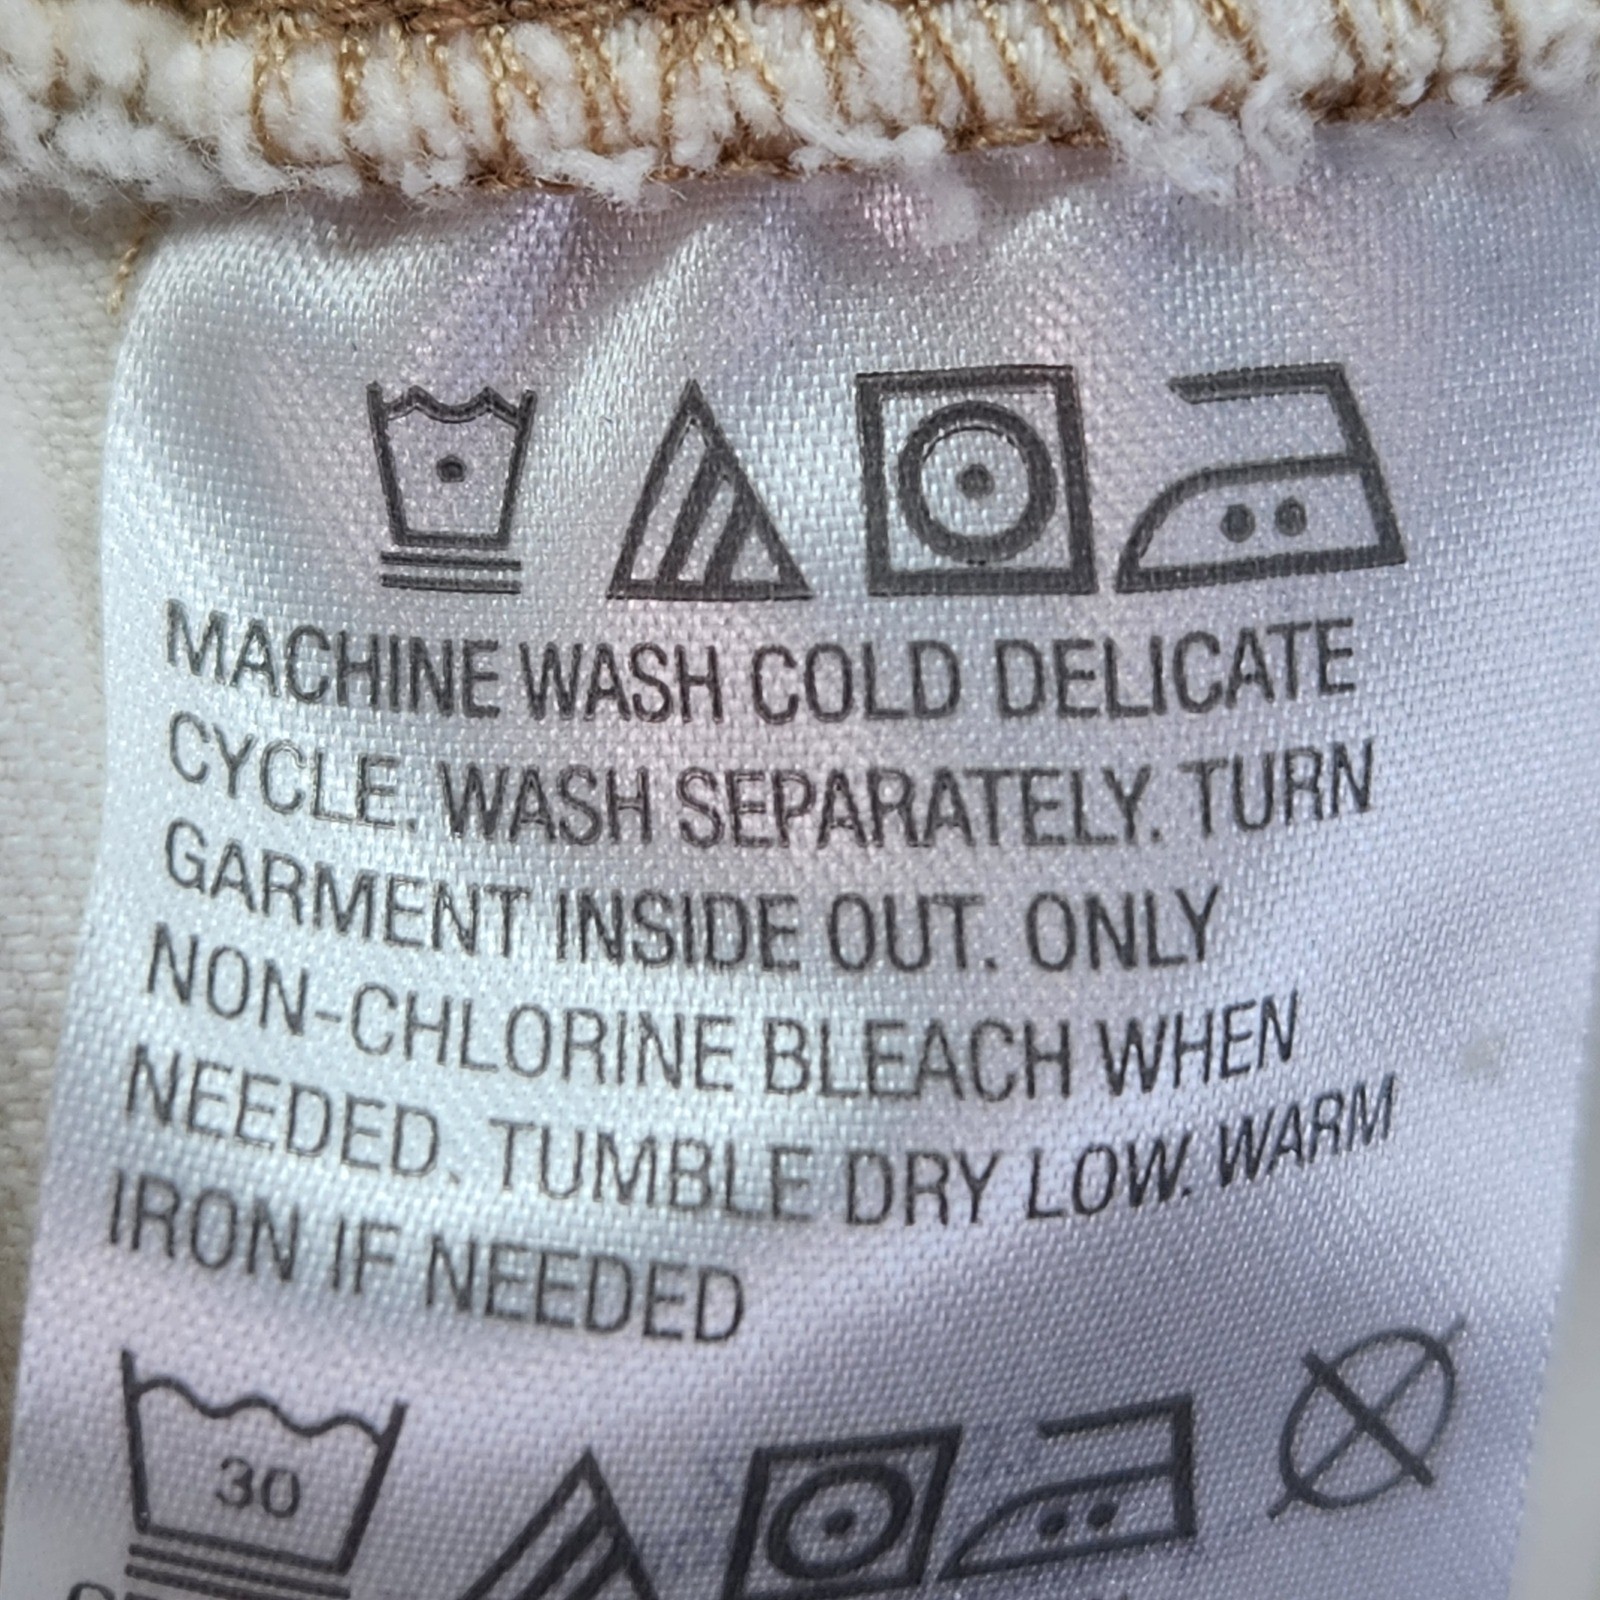 MACHINE WASH COLD DELICATE
CYCLE. WASH SEPARATELY. TURN
GARMENT INSIDE OUT. ONLY
NON-CHLORINE BLEACH WHEN
NEEDED. TUMBLE DRY LOW. WARM
IRON IF NEEDED
30